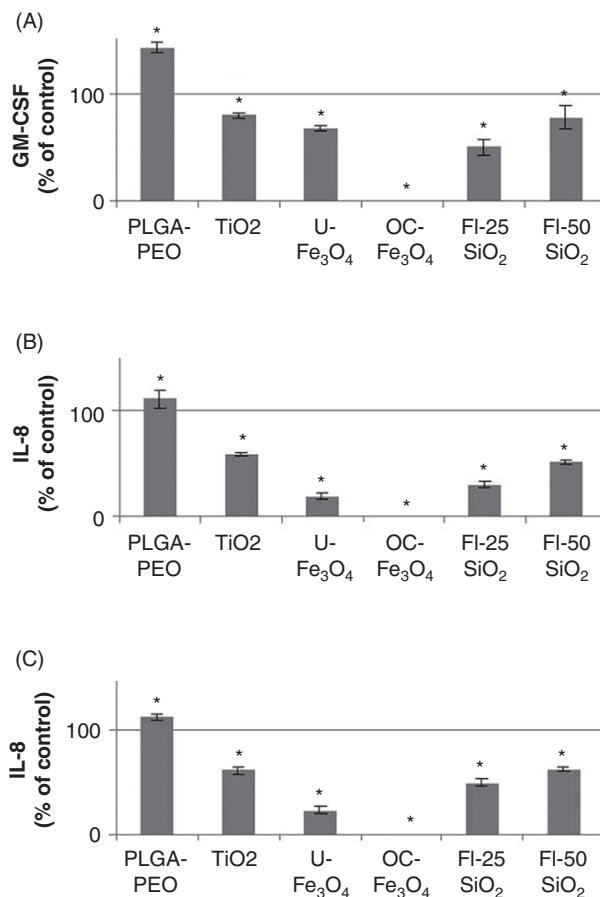 (A)
GM-CSF
(% of control)
100
0
* * * * * *
PLGA-
PEO
TiO2
U-
Fe₃O₄
OC-
Fe₃O₄
Fl-25
SiO₂
Fl-50
SiO₂
(B)
IL-8
(% of control)
100
0
* * * * * *
PLGA-
PEO
TiO2
U-
Fe₃O₄
OC-
Fe₃O₄
Fl-25
SiO₂
Fl-50
SiO₂
(C)
IL-8
(% of control)
100
0
* * * * * *
PLGA-
PEO
TiO2
U-
Fe₃O₄
OC-
Fe₃O₄
Fl-25
SiO₂
Fl-50
SiO₂